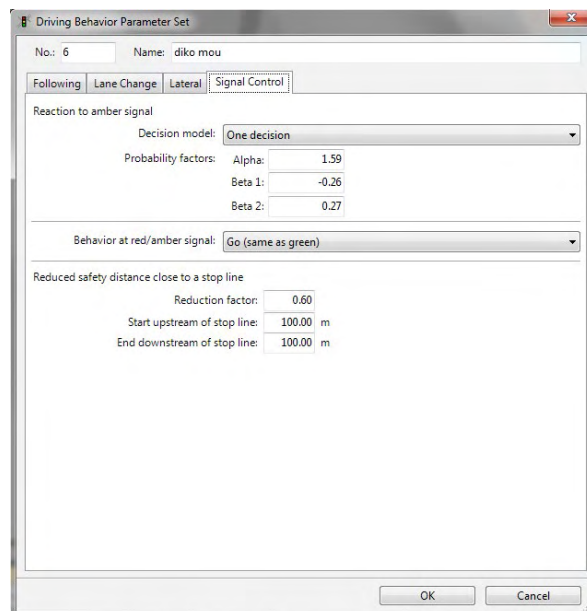 Driving Behavior Parameter Set
No.: 6 Name: diko mou
Following Lane Change Lateral Signal Control
Reaction to amber signal
Decision model: One decision
Probability factors: Alpha: 1.59
Beta 1: -0.26
Beta 2: 0.27
Behavior at red/amber signal: Go (same as green)
Reduced safety distance close to a stop line
Reduction factor: 0.60
Start upstream of stop line: 100.00 m
End downstream of stop line: 100.00 m
OK Cancel